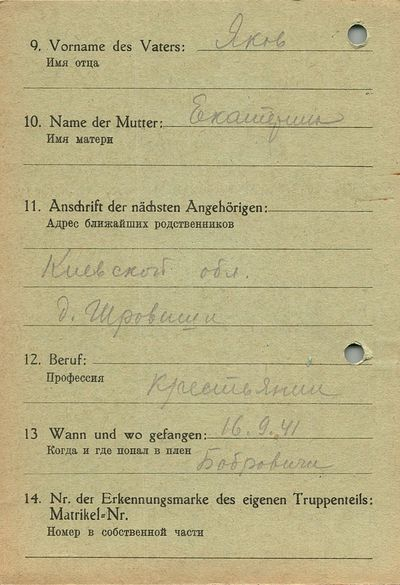 9. Vorname des Vaters: Яков
Имя отца
10. Name der Mutter: Екатерина
Имя матери
11. Anschrift der nächsten Angehörigen:
Адрес ближайших родственников
Киевской обл.
д.
12. Beruf:
Профессия Крестьянин
13 Wann und wo gefangen: 16.9.41
Когда и где попал в плен Бобровичи
14. Nr. der Erkennungsmarke des eigenen Truppenteils:
Matrikel-Nr.
Номер в собственной части